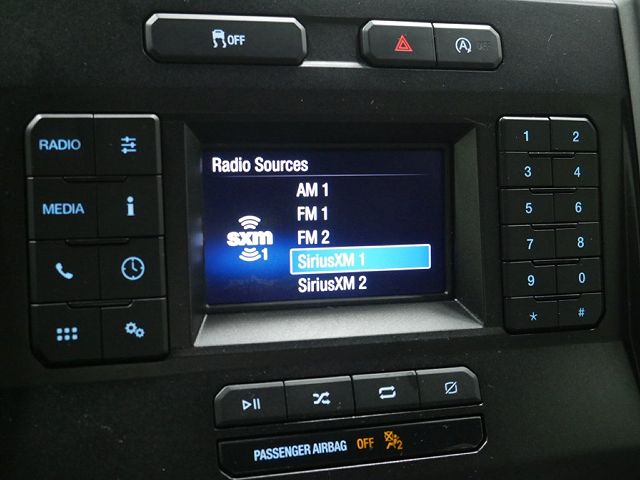 OFF
A OFF
RADIO
MEDIA
Radio Sources
AM 1
FM 1
FM 2
SiriusXM 1
SiriusXM 2
sxm
1
1 2
3 4
5 6
7 8
9 0
* #
i
PASSENGER AIRBAG OFF 2